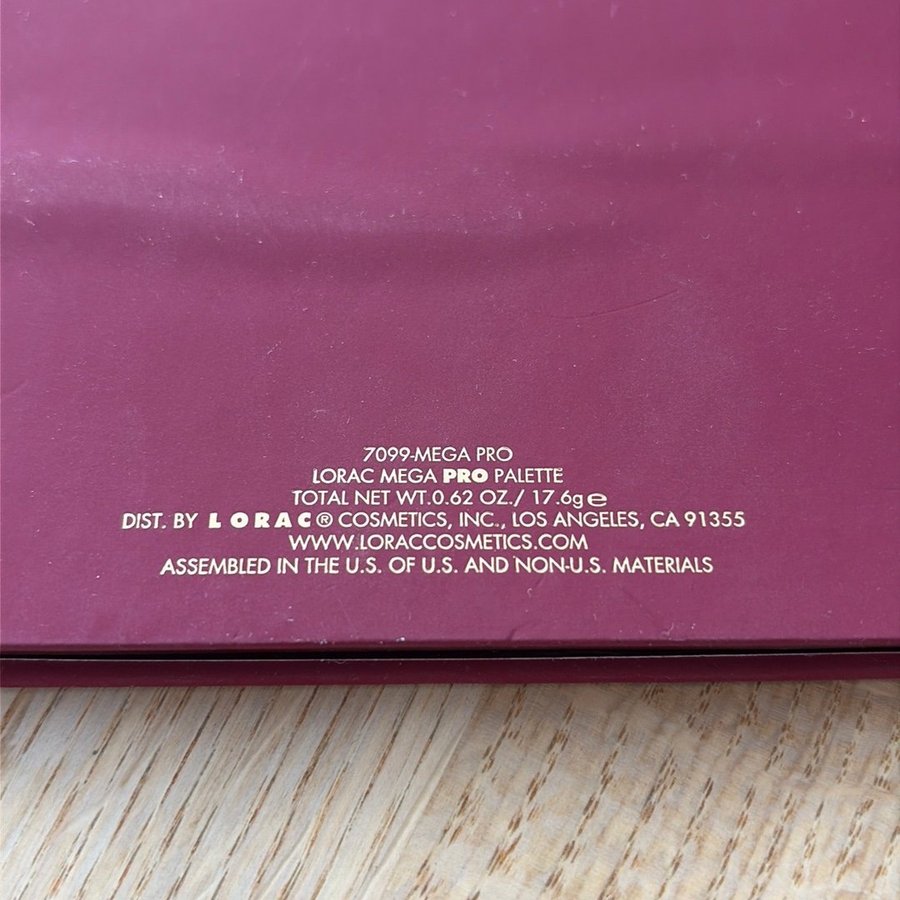 7099-MEGA PRO
LORAC MEGA PRO PALETTE
TOTAL NET WT.0.62 OZ./ 17.6g℮
DIST. BY LORAC® COSMETICS, INC., LOS ANGELES, CA 91355
WWW.LORACCOSMETICS.COM
ASSEMBLED IN THE U.S. OF U.S. AND NON-U.S. MATERIALS